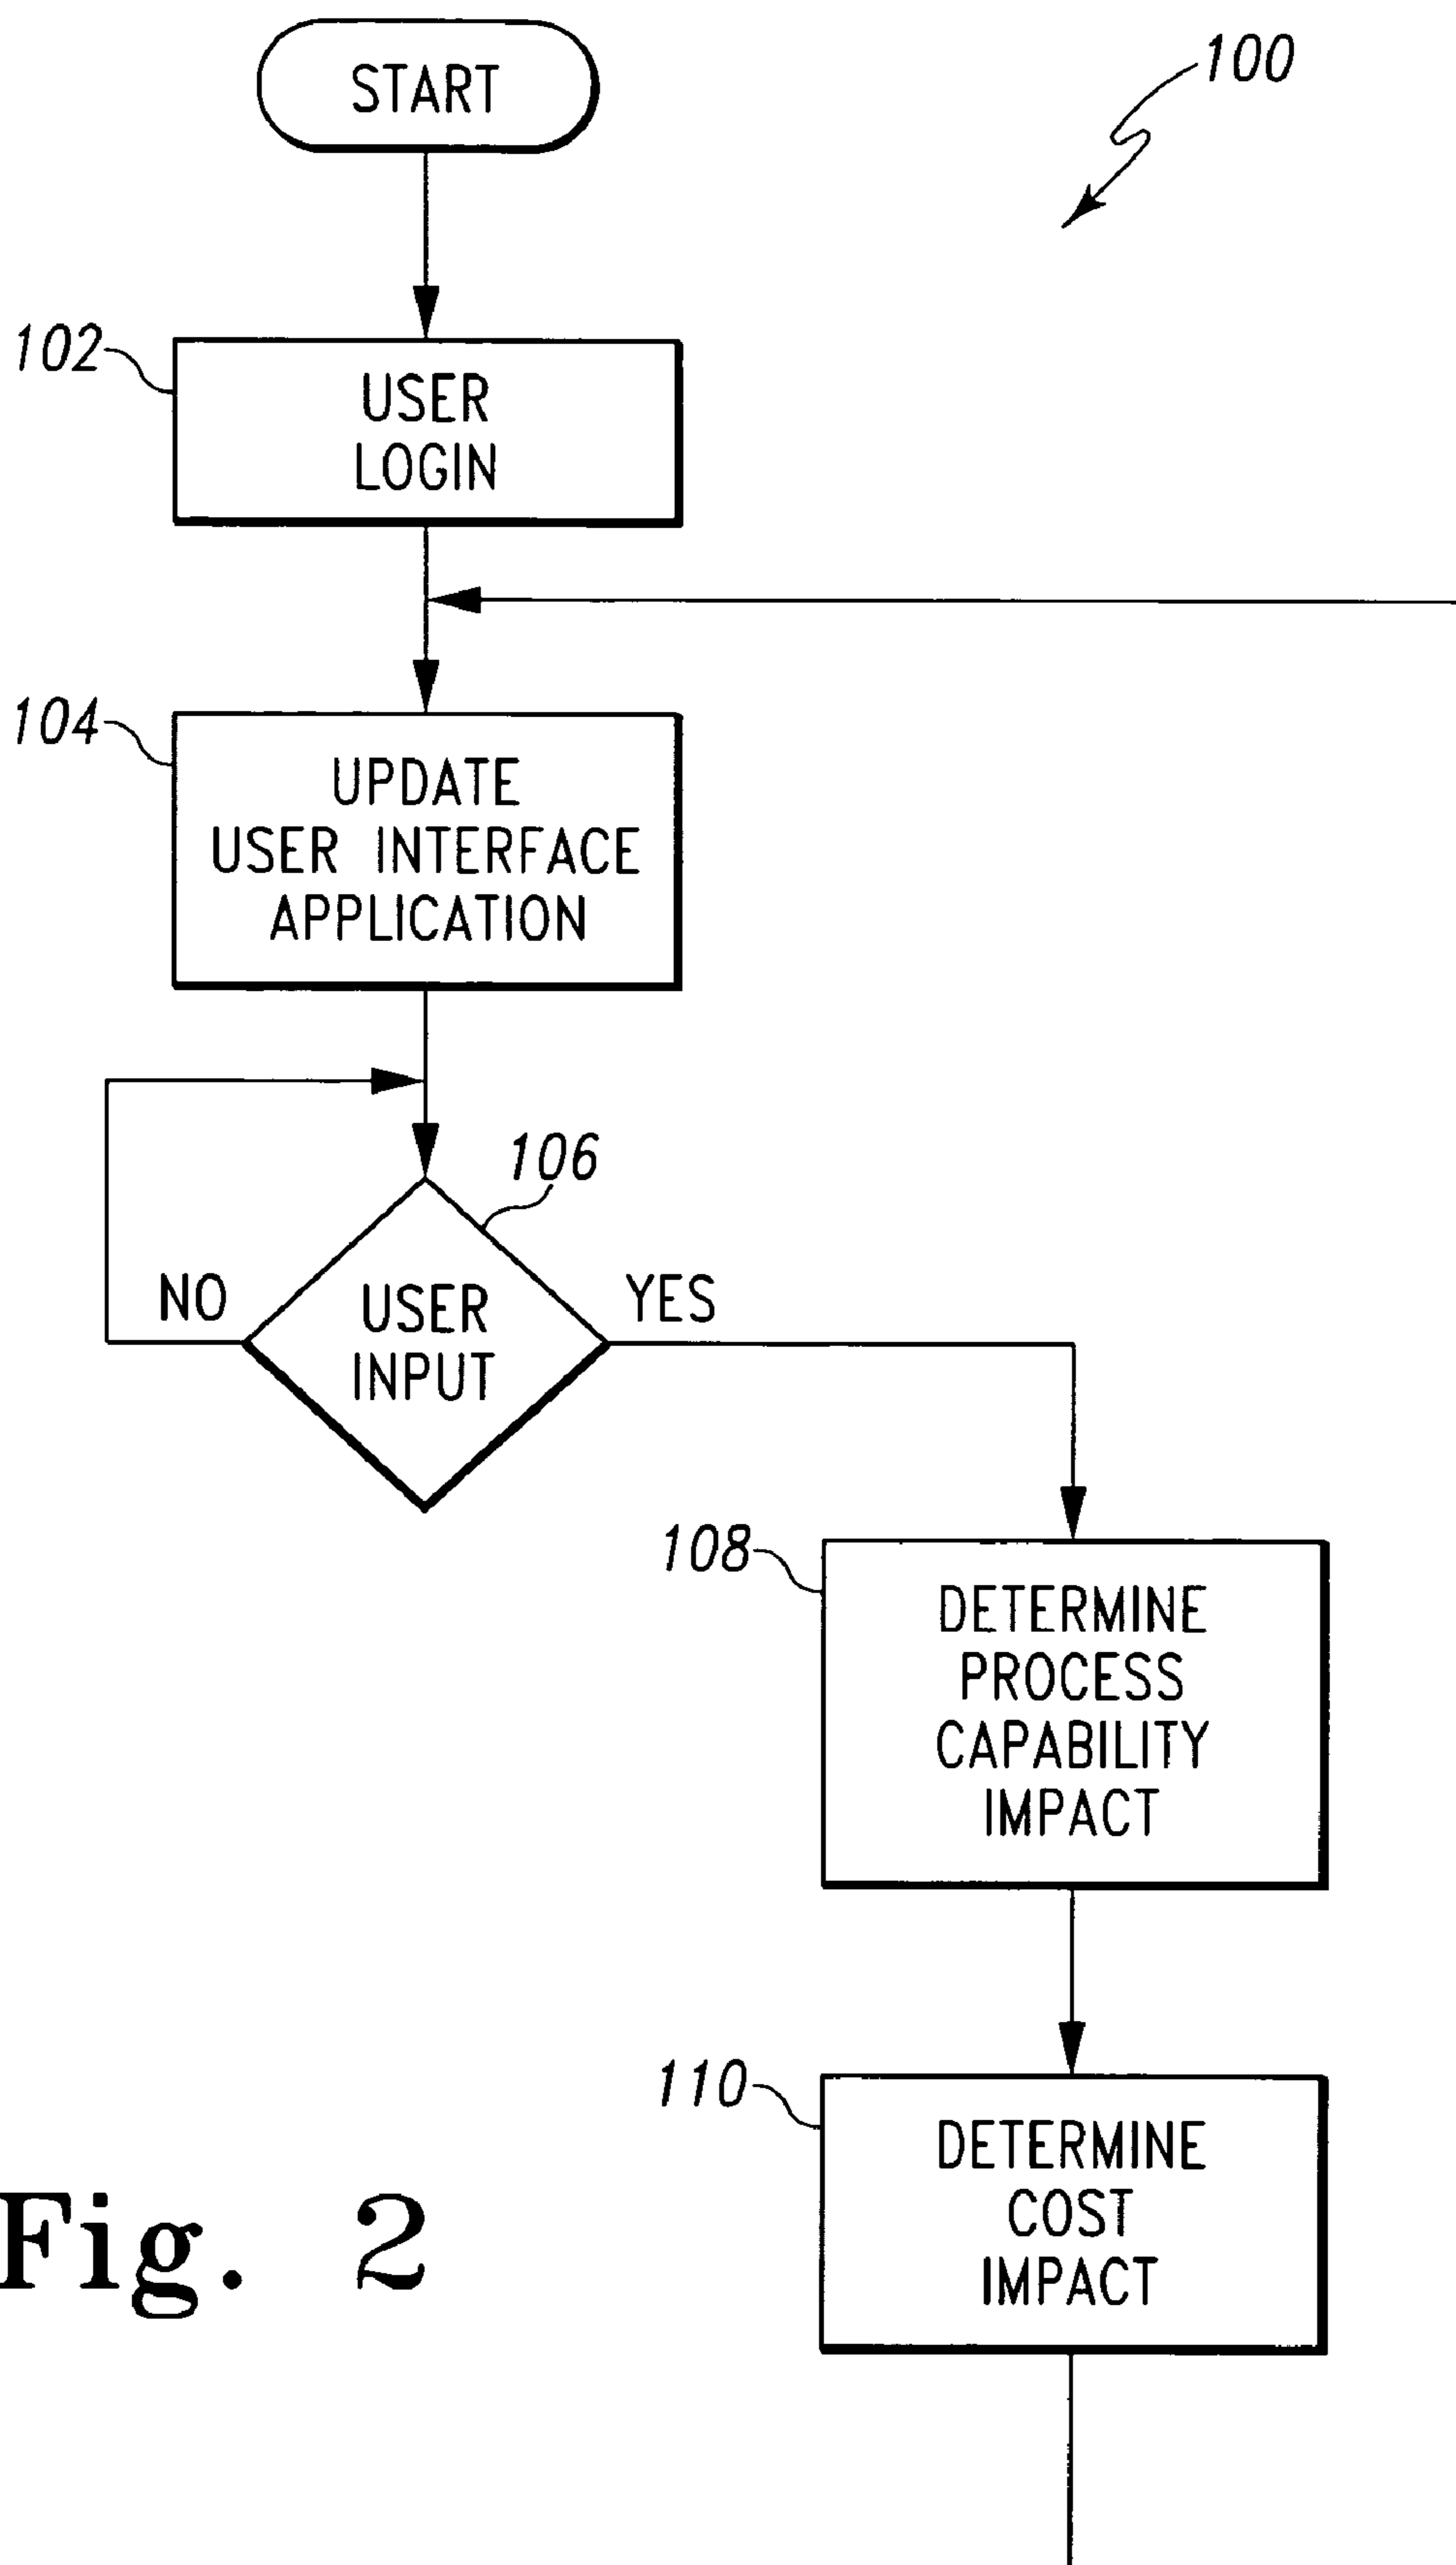 START
100
102
USER
LOGIN
104
UPDATE
USER INTERFACE
APPLICATION
106
NO
USER
INPUT
YES
108
DETERMINE
PROCESS
CAPABILITY
IMPACT
110
DETERMINE
COST
IMPACT
Fig. 2